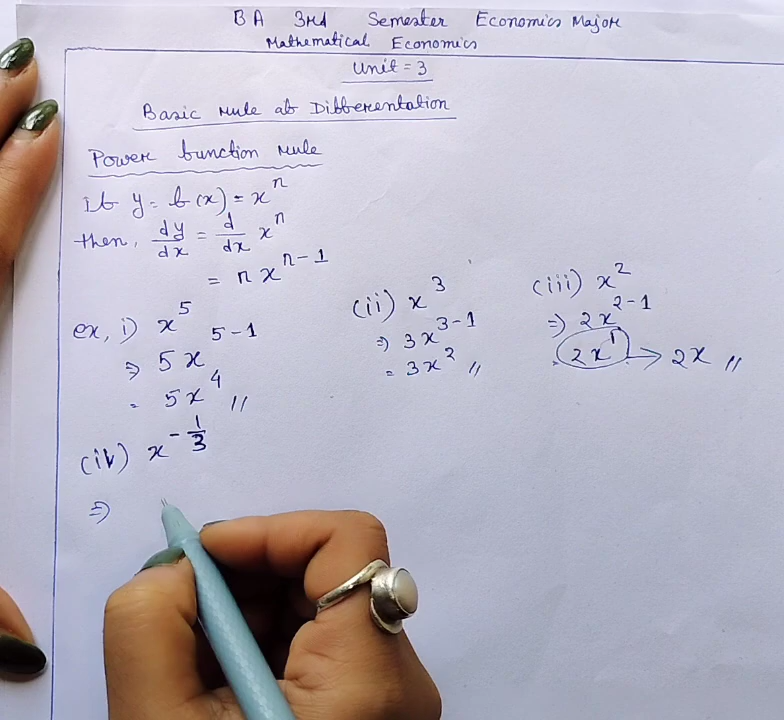 BA 3rd Semester Economics Major
Mathematical Economics
Unit = 3
Basic rule of Differentation
Power function rule
if y = f(x) = x^n
then, dy/dx = d/dx x^n
= n x^{n-1}
ex, i) x^5
⇒ 5x^{5-1}
= 5x^4 //
(ii) x^3
⇒ 3x^{3-1}
= 3x^2 //
(iii) x^2
⇒ 2x^{2-1}
= 2x^1 → 2x //
(iv) x^{-1/3}
⇒